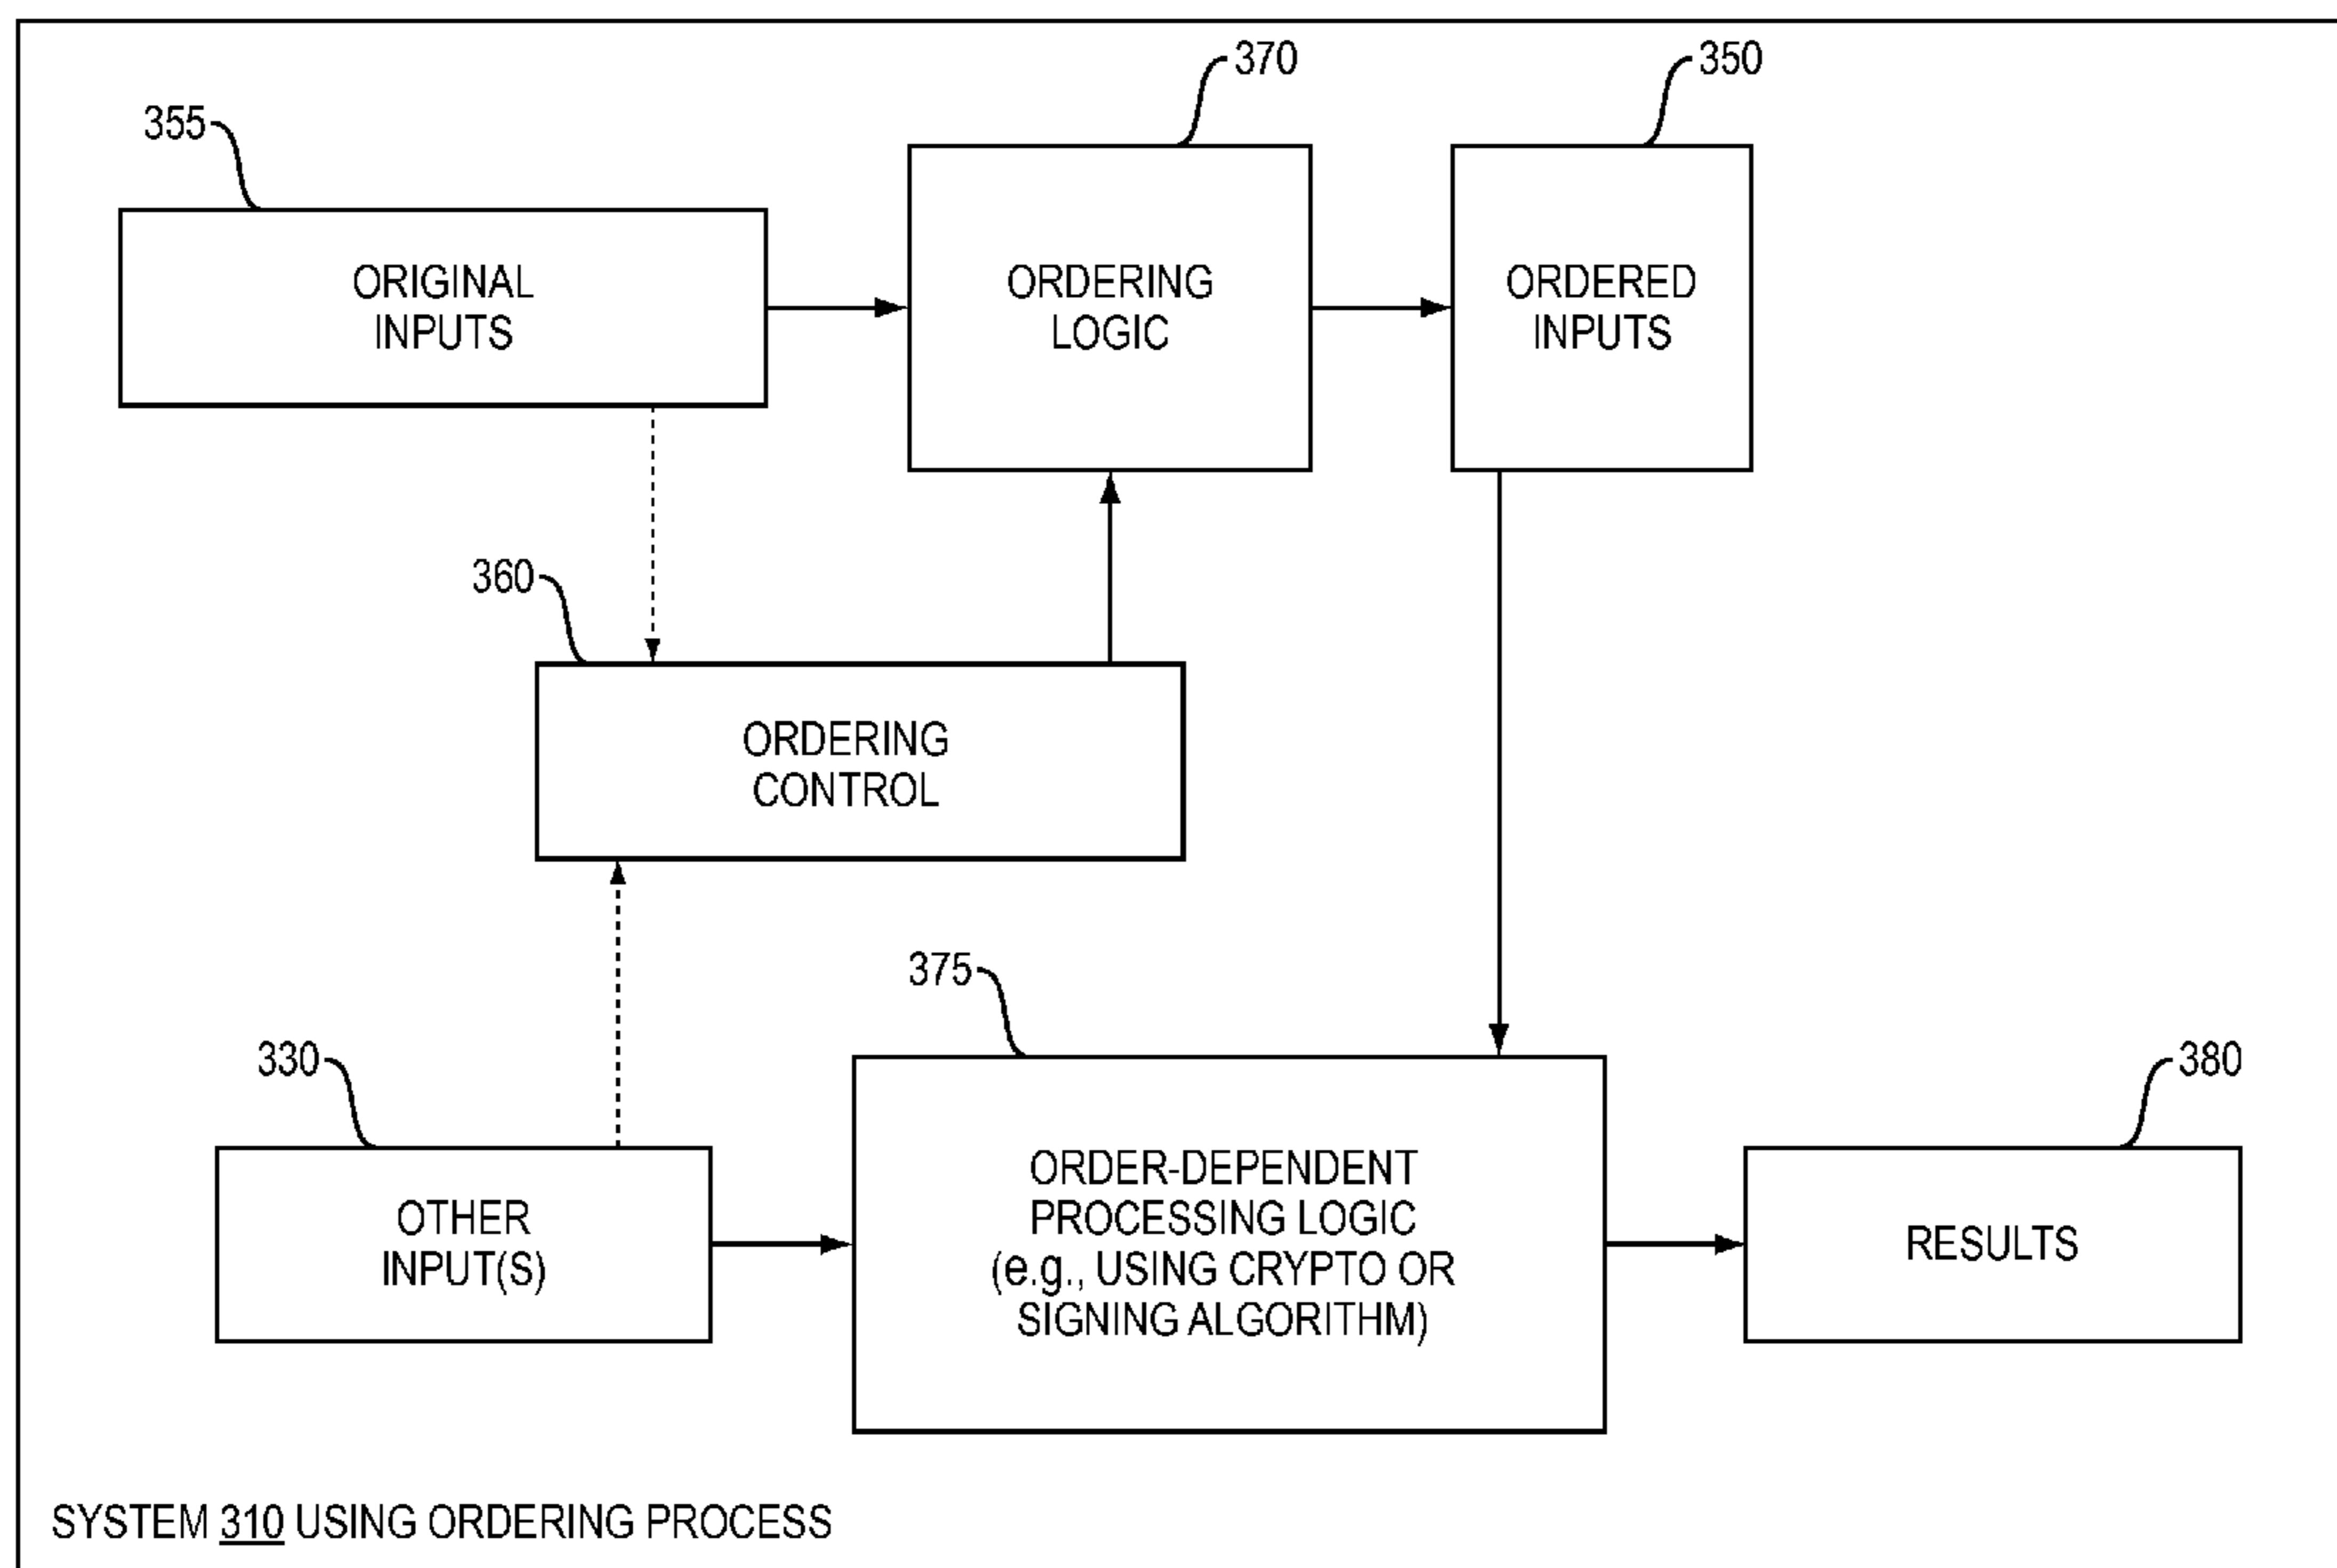 370
350
355
ORIGINAL
INPUTS
ORDERING
LOGIC
ORDERED
INPUTS
360
ORDERING
CONTROL
375
330
380
OTHER
INPUT(S)
ORDER-DEPENDENT
PROCESSING LOGIC
(e.g., USING CRYPTO OR
SIGNING ALGORITHM)
RESULTS
SYSTEM 310 USING ORDERING PROCESS